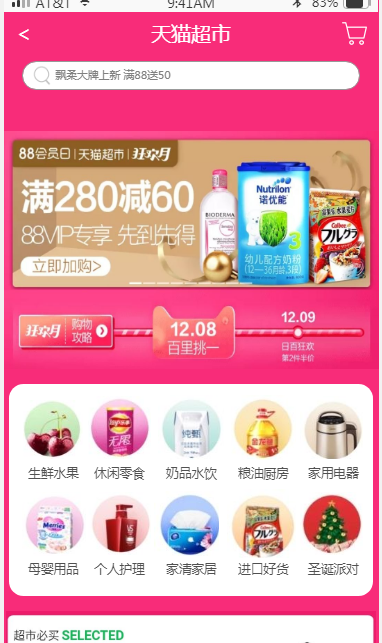 AT&T 9:41AM 83%
< 天猫超市
飘柔大牌上新 满88送50
88会员日 | 天猫超市 | 狂欢月
满280减60
88VIP专享 先到先得
立即加购>
BIODERMA
Nutrilon
诺优能
3
幼儿配方奶粉
(12—36月龄,3段)
Calbee
フルグラ
狂欢月 购物攻略
12.08
百里挑一
12.09
日百狂欢
第2件半价
生鲜水果 休闲零食 奶品水饮 粮油厨房 家用电器
母婴用品 个人护理 家清家居 进口好货 圣诞派对
超市必买 SELECTED